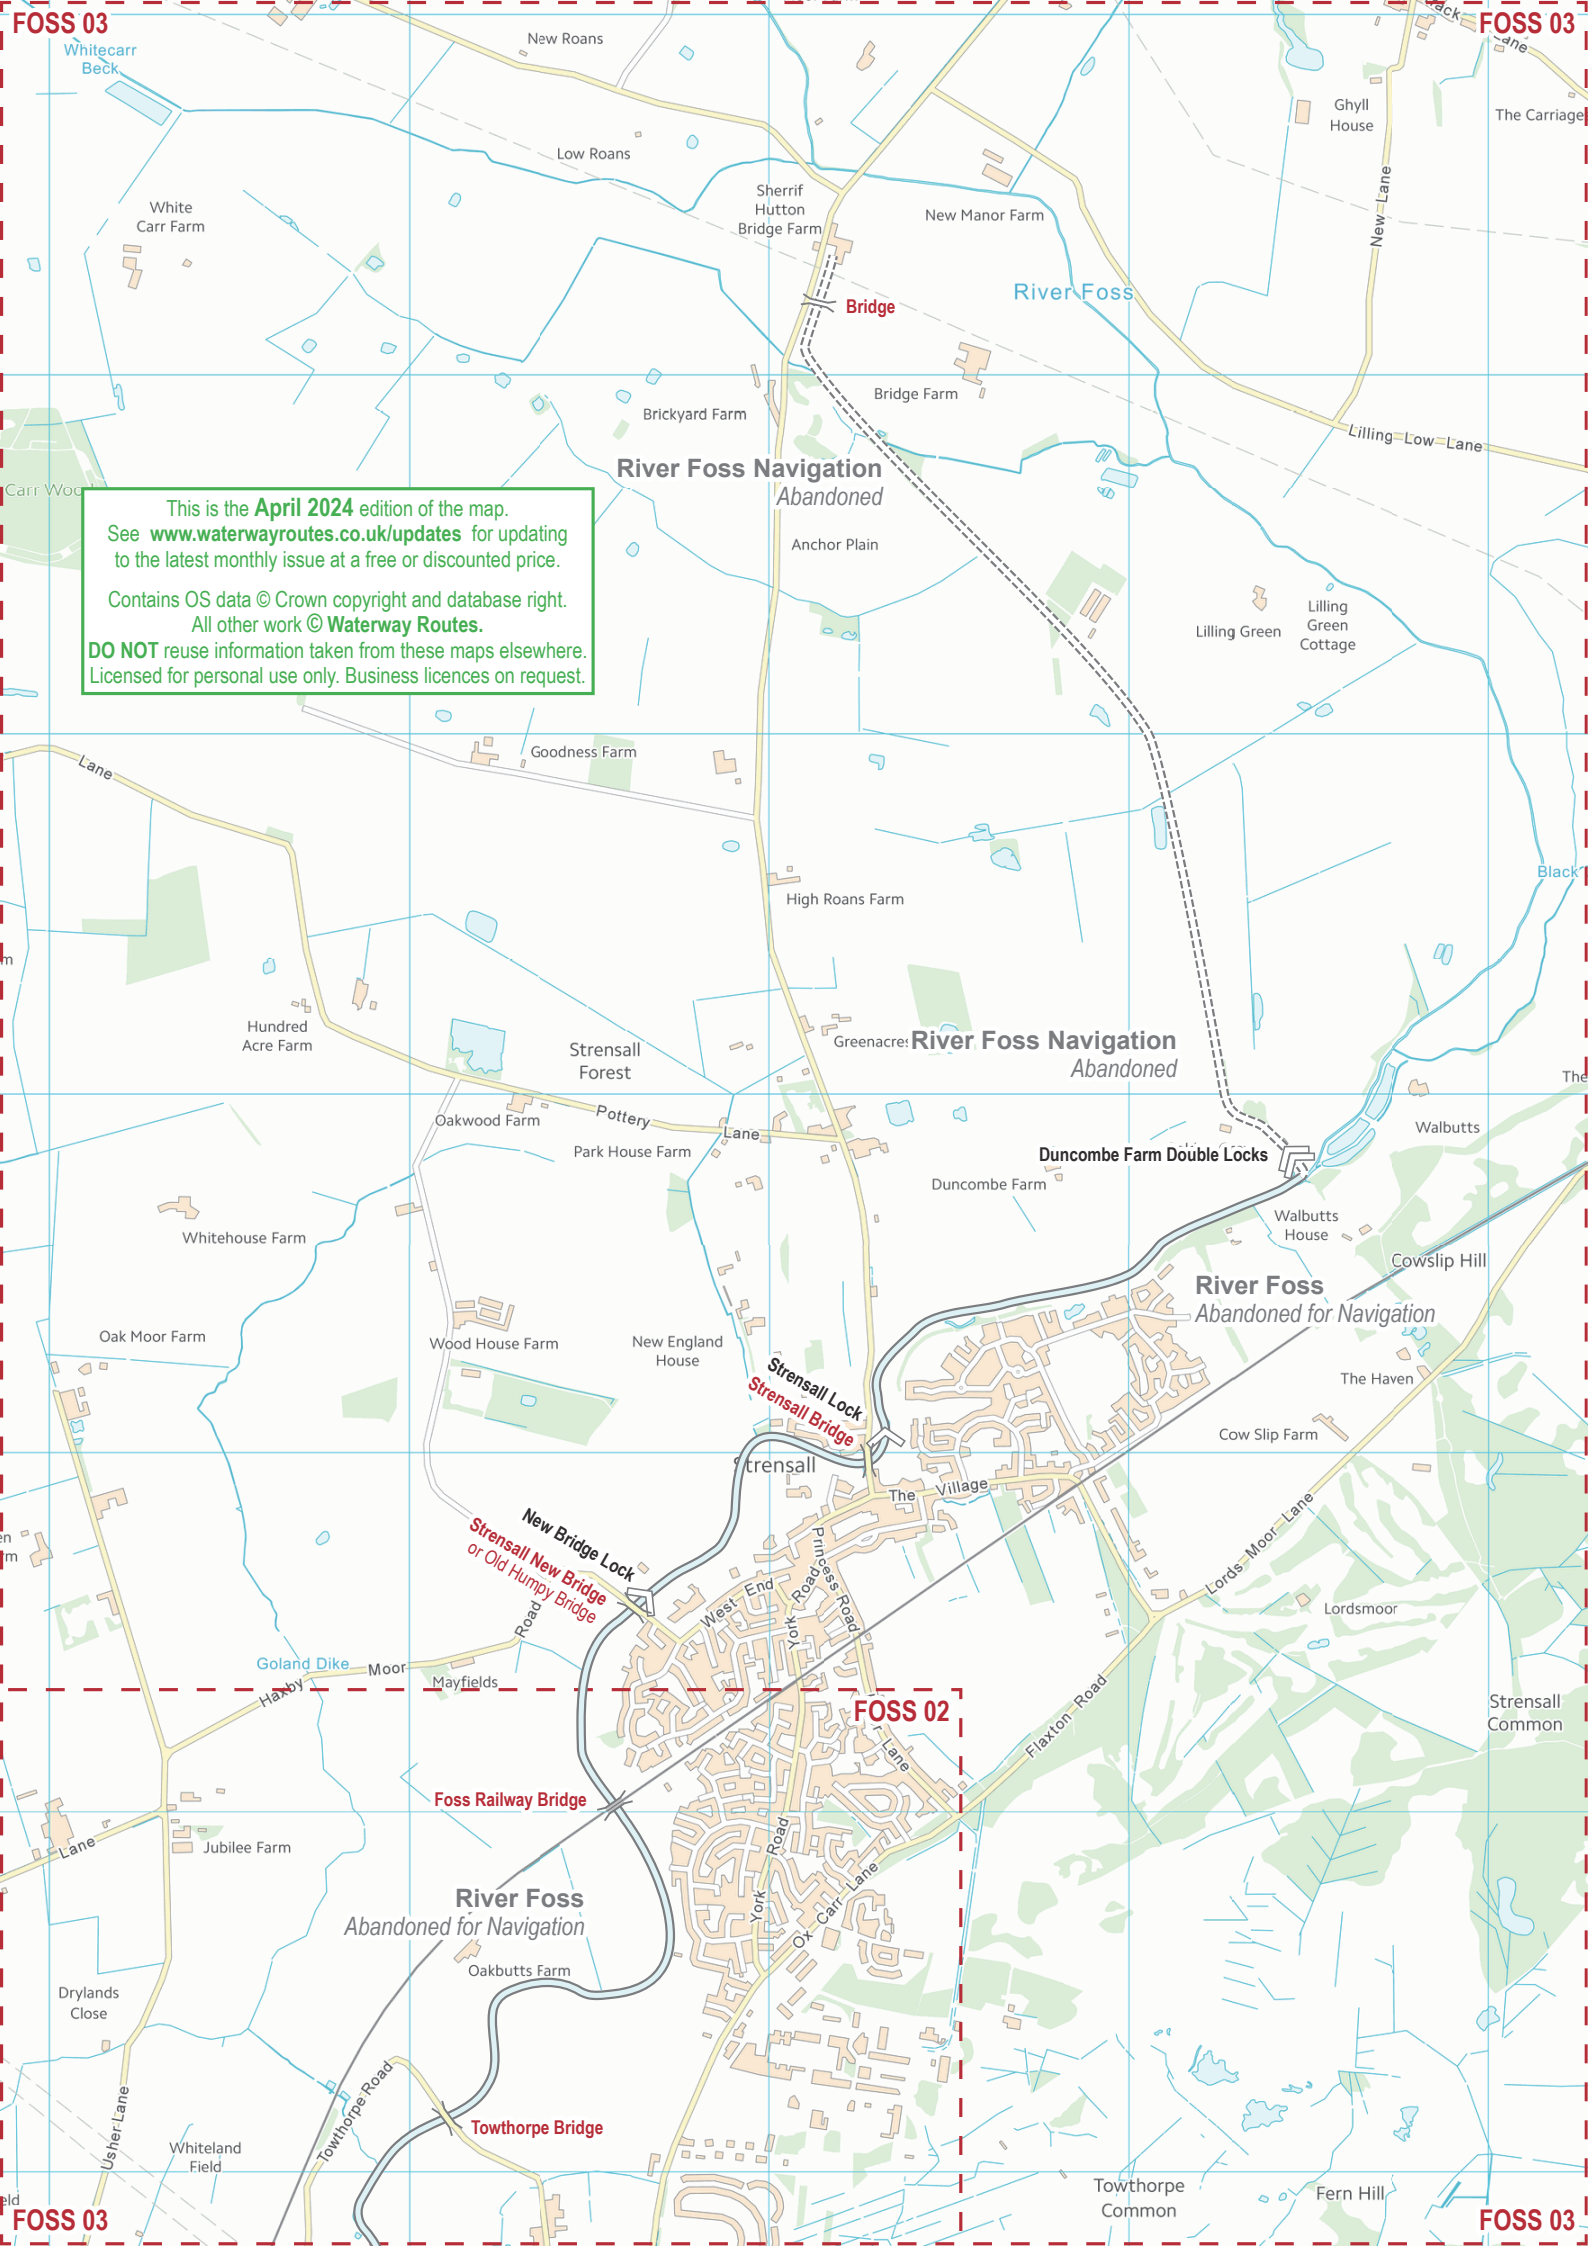 FOSS 03
FOSS 03
Whitecarr
Beck
New Roans
Lane
Ghyll
House
The Carriage
Low Roans
New Lane
White
Carr Farm
Sherrif
Hutton
Bridge Farm
New Manor Farm
River Foss
Bridge
Bridge Farm
Brickyard Farm
Lilling Low Lane
River Foss Navigation
Abandoned
Carr Wood
This is the April 2024 edition of the map.
See www.waterwayroutes.co.uk/updates for updating
to the latest monthly issue at a free or discounted price.
Contains OS data © Crown copyright and database right.
All other work © Waterway Routes.
DO NOT reuse information taken from these maps elsewhere.
Licensed for personal use only. Business licences on request.
Anchor Plain
Lilling Green
Lilling
Green
Cottage
Goodness Farm
Lane
Black
High Roans Farm
Hundred
Acre Farm
Strensall
Forest
Greenacres
River Foss Navigation
Abandoned
The
Oakwood Farm
Pottery Lane
Park House Farm
Walbutts
Duncombe Farm Double Locks
Duncombe Farm
Whitehouse Farm
Walbutts
House
Cowslip Hill
River Foss
Abandoned for Navigation
Oak Moor Farm
Wood House Farm
New England
House
Strensall Lock
Strensall Bridge
The Haven
Cow Slip Farm
Strensall
The Village
New Bridge Lock
Strensall New Bridge
or Old Humpy Bridge
Princess Road
Lords Moor Lane
West End
York Road
Lordsmoor
Road
Goland Dike
Haxby Moor
Mayfields
Flaxton Road
Strensall
Common
FOSS 02
Lane
Foss Railway Bridge
Lane
Jubilee Farm
York Road
Ox Carr Lane
River Foss
Abandoned for Navigation
Oakbutts Farm
Drylands
Close
Towthorpe Road
Usher Lane
Towthorpe Bridge
Whiteland
Field
Towthorpe
Common
Fern Hill
FOSS 03
FOSS 03